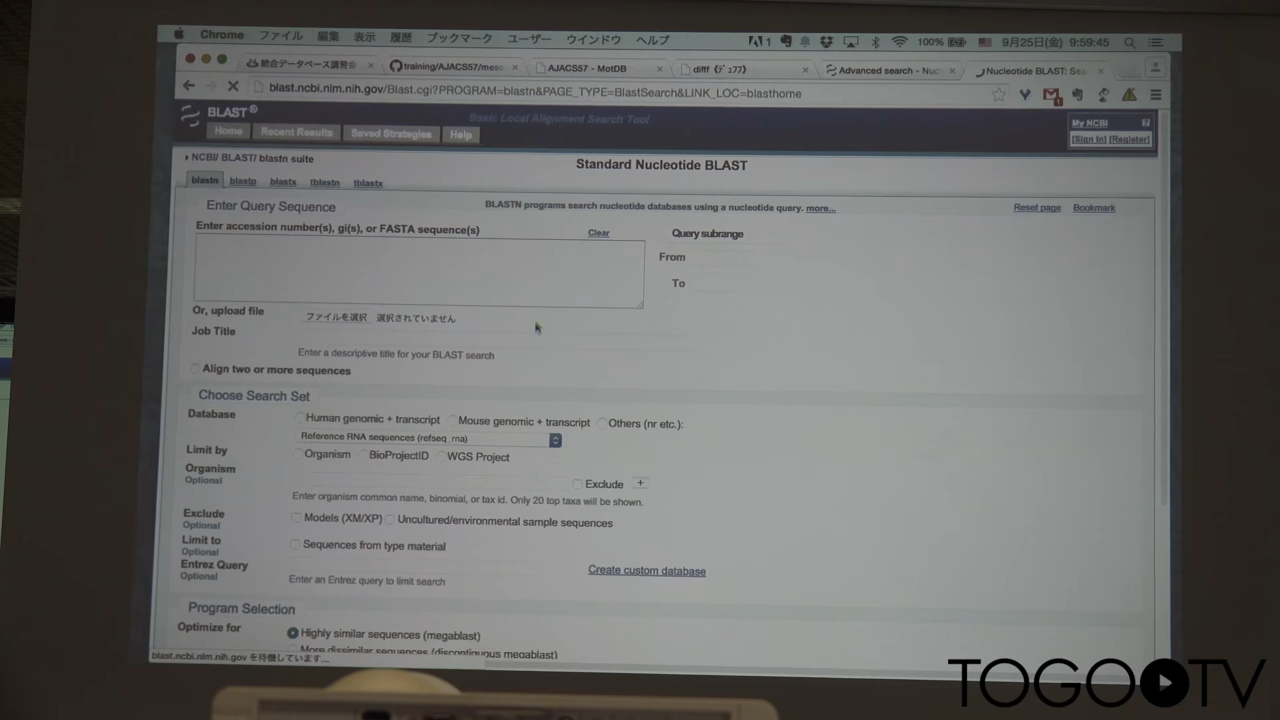 Chrome ファイル 編集 表示 履歴 ブックマーク ユーザー ウインドウ ヘルプ 1 100% 9月25日(金) 9:59:45
統合データベース講習会 × training/AJACS57/meso × AJACS57 - MotDB × difff《ﾃﾞｭﾌﾌ》 × Advanced search - Nuc × Nucleotide BLAST: Sea ×
blast.ncbi.nlm.nih.gov/Blast.cgi?PROGRAM=blastn&PAGE_TYPE=BlastSearch&LINK_LOC=blasthome
BLAST® Basic Local Alignment Search Tool My NCBI ?
Home Recent Results Saved Strategies Help [Sign In] [Register]
NCBI/ BLAST/ blastn suite Standard Nucleotide BLAST
blastn blastp blastx tblastn tblastx
Enter Query Sequence BLASTN programs search nucleotide databases using a nucleotide query. more... Reset page Bookmark
Enter accession number(s), gi(s), or FASTA sequence(s) Clear Query subrange
From
To
Or, upload file ファイルを選択 選択されていません
Job Title
Enter a descriptive title for your BLAST search
Align two or more sequences
Choose Search Set
Database Human genomic + transcript Mouse genomic + transcript Others (nr etc.):
Reference RNA sequences (refseq_rna)
Limit by Organism BioProjectID WGS Project
Organism
Optional Exclude +
Enter organism common name, binomial, or tax id. Only 20 top taxa will be shown.
Exclude Models (XM/XP) Uncultured/environmental sample sequences
Optional
Limit to Sequences from type material
Optional
Entrez Query Create custom database
Optional Enter an Entrez query to limit search
Program Selection
Optimize for Highly similar sequences (megablast)
More dissimilar sequences (discontiguous megablast)
blast.ncbi.nlm.nih.gov を待機しています...
TOGOTV